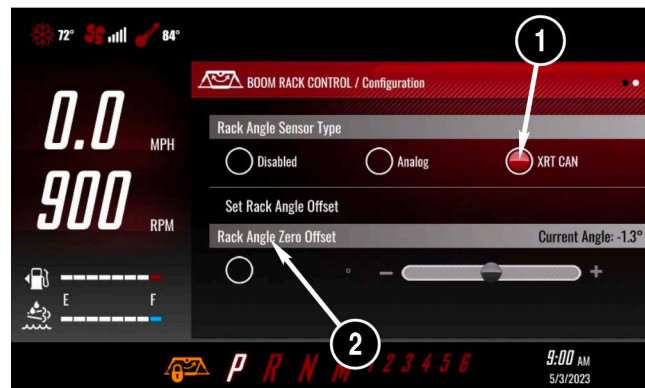 72° 84°
1
BOOM RACK CONTROL / Configuration
0.0 MPH
Rack Angle Sensor Type
Disabled Analog XRT CAN
900 RPM
Set Rack Angle Offset
Rack Angle Zero Offset Current Angle: -1.3°
° - +
E F
2
P R N M 1 2 3 4 5 6
9:00 AM
5/3/2023